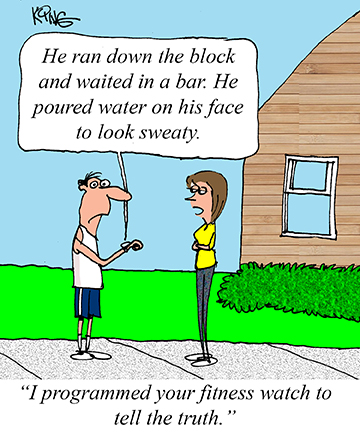 KING
He ran down the block
and waited in a bar. He
poured water on his face
to look sweaty.
“I programmed your fitness watch to
tell the truth.”